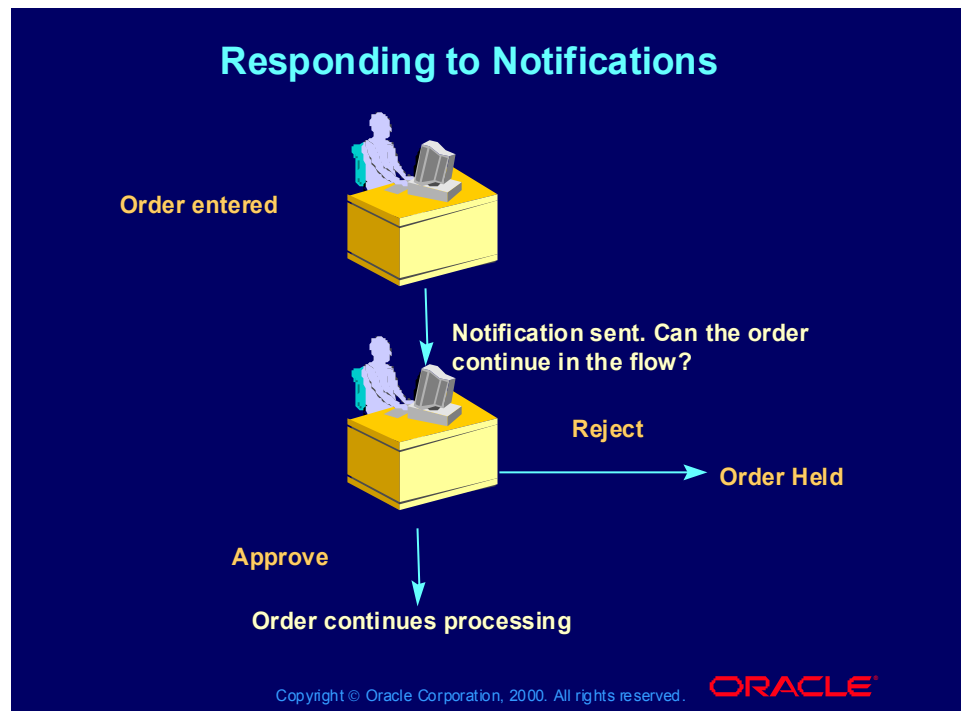 Responding to Notifications
Order entered
Notification sent. Can the order
continue in the flow?
Reject
Order Held
Approve
Order continues processing
Copyright © Oracle Corporation, 2000. All rights reserved.
ORACLE